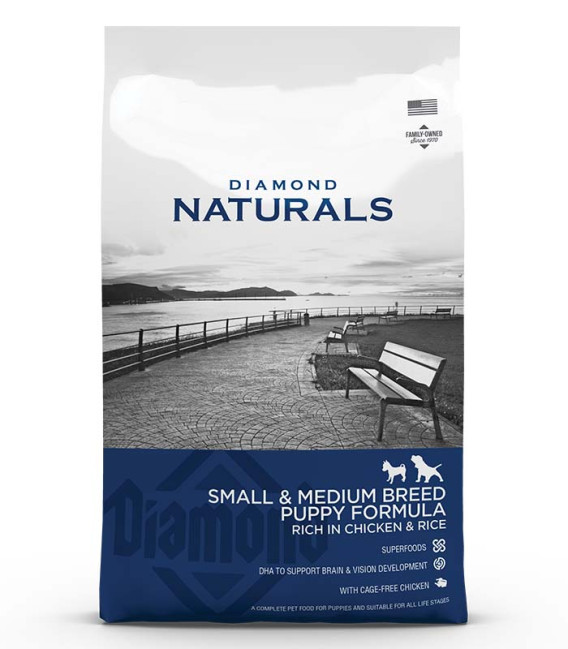 FAMILY-OWNED
Since 1970
DIAMOND
NATURALS
Diamond
SMALL & MEDIUM BREED
PUPPY FORMULA
RICH IN CHICKEN & RICE
SUPERFOODS
DHA TO SUPPORT BRAIN & VISION DEVELOPMENT
WITH CAGE-FREE CHICKEN
A COMPLETE PET FOOD FOR PUPPIES AND SUITABLE FOR ALL LIFE STAGES